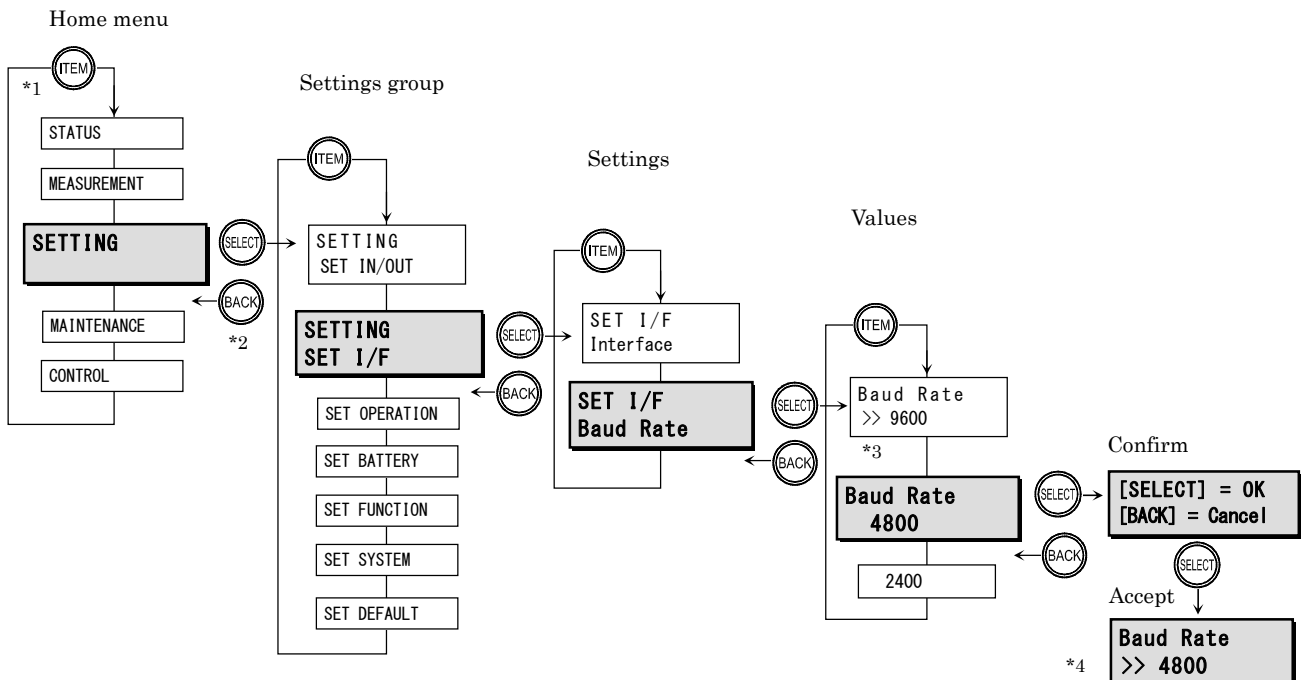 Home menu
ITEM
*1
STATUS
MEASUREMENT
SETTING
SELECT
BACK
*2
MAINTENANCE
CONTROL
Settings group
ITEM
SETTING
SET IN/OUT
SETTING
SET I/F
SELECT
BACK
SET OPERATION
SET BATTERY
SET FUNCTION
SET SYSTEM
SET DEFAULT
Settings
ITEM
SET I/F
Interface
SET I/F
Baud Rate
SELECT
BACK
Values
ITEM
Baud Rate
>> 9600
*3
Baud Rate
4800
SELECT
BACK
2400
Confirm
[SELECT] = OK
[BACK] = Cancel
SELECT
Accept
Baud Rate
>> 4800
*4